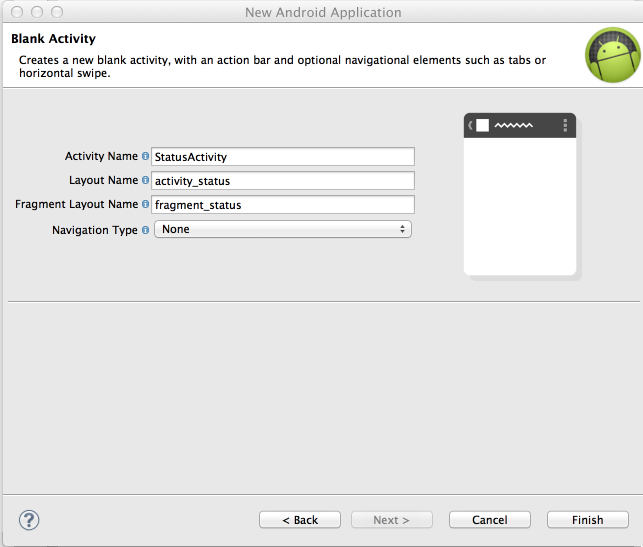 New Android Application
Blank Activity
Creates a new blank activity, with an action bar and optional navigational elements such as tabs or
horizontal swipe.
Activity Name StatusActivity
Layout Name activity_status
Fragment Layout Name fragment_status
Navigation Type None
? < Back Next > Cancel Finish